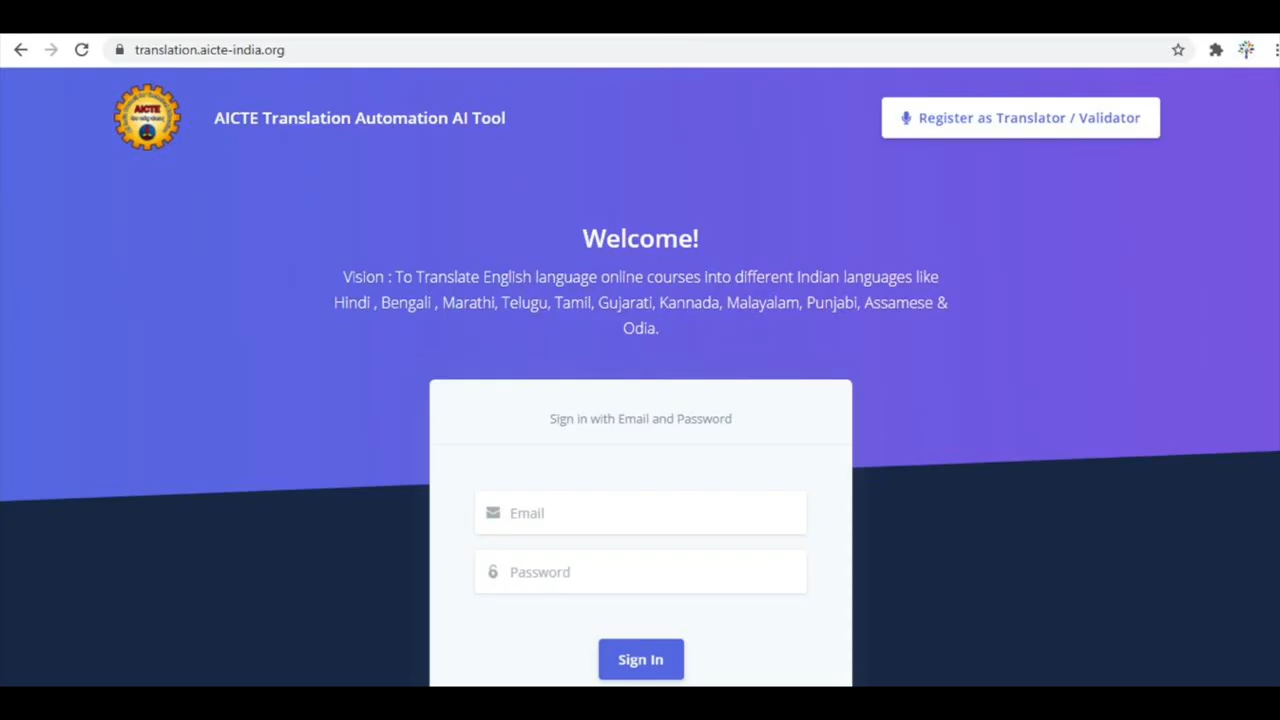 translation.aicte-india.org
AICTE
AICTE Translation Automation AI Tool
Register as Translator / Validator
Welcome!
Vision : To Translate English language online courses into different Indian languages like
Hindi , Bengali , Marathi, Telugu, Tamil, Gujarati, Kannada, Malayalam, Punjabi, Assamese &
Odia.
Sign in with Email and Password
Email
Password
Sign In